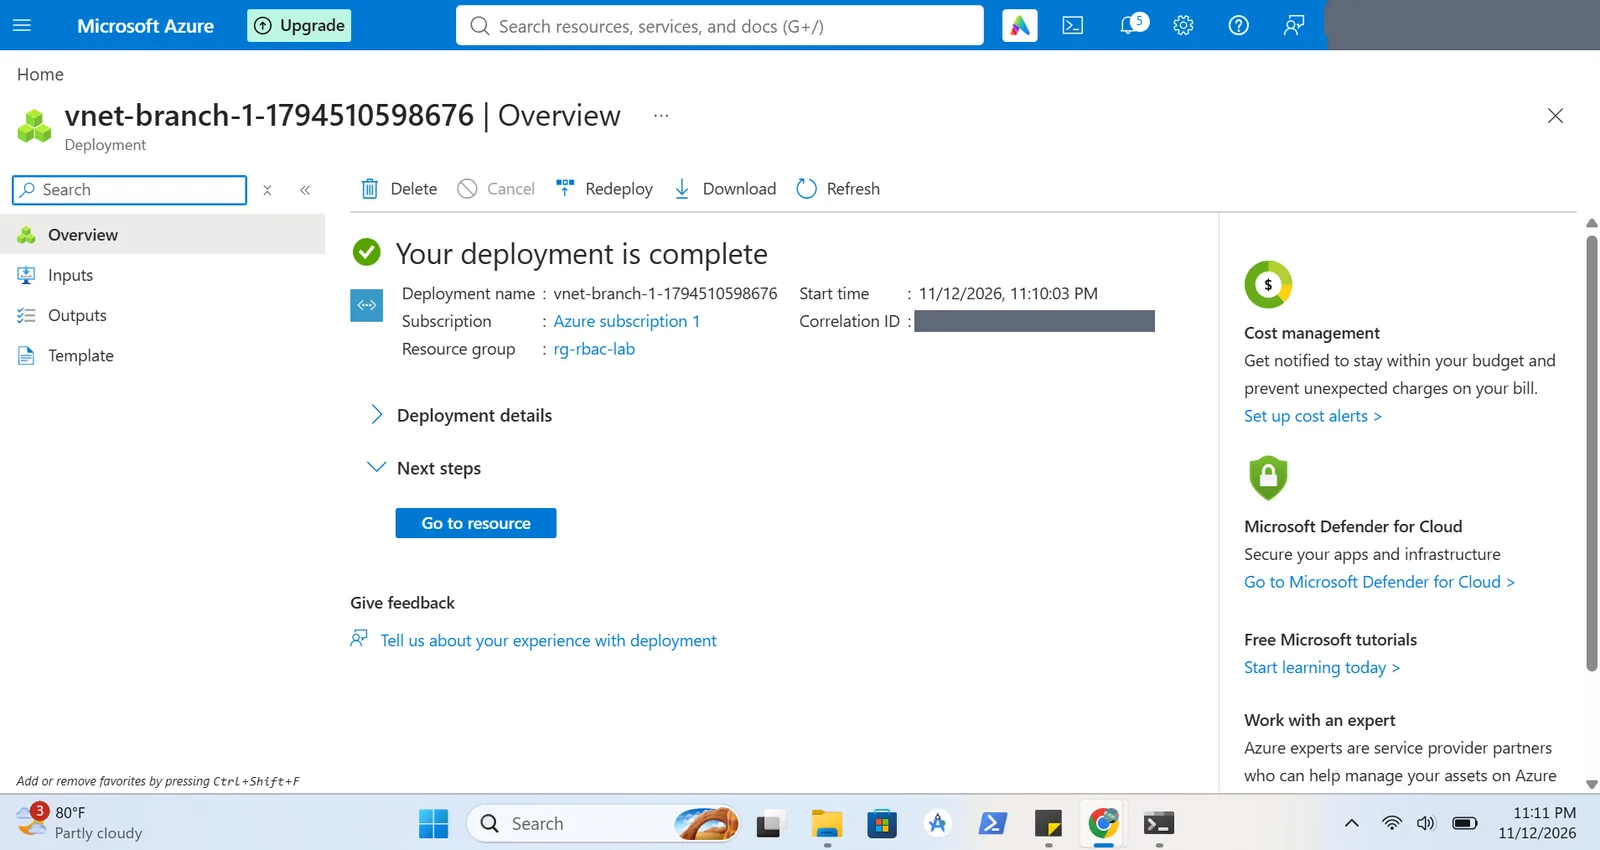 Microsoft Azure
Upgrade
Search resources, services, and docs (G+/)
5
Home
vnet-branch-1-1794510598676 | Overview ...
Deployment
Search
Overview
Inputs
Outputs
Template
Delete
Cancel
Redeploy
Download
Refresh
Your deployment is complete
Deployment name : vnet-branch-1-1794510598676
Subscription : Azure subscription 1
Resource group : rg-rbac-lab
Start time : 11/12/2026, 11:10:03 PM
Correlation ID :
Deployment details
Next steps
Go to resource
Give feedback
Tell us about your experience with deployment
$
Cost management
Get notified to stay within your budget and
prevent unexpected charges on your bill.
Set up cost alerts >
Microsoft Defender for Cloud
Secure your apps and infrastructure
Go to Microsoft Defender for Cloud >
Free Microsoft tutorials
Start learning today >
Work with an expert
Azure experts are service provider partners
who can help manage your assets on Azure
Add or remove favorites by pressing Ctrl+Shift+F
3
80°F
Partly cloudy
Search
11:11 PM
11/12/2026